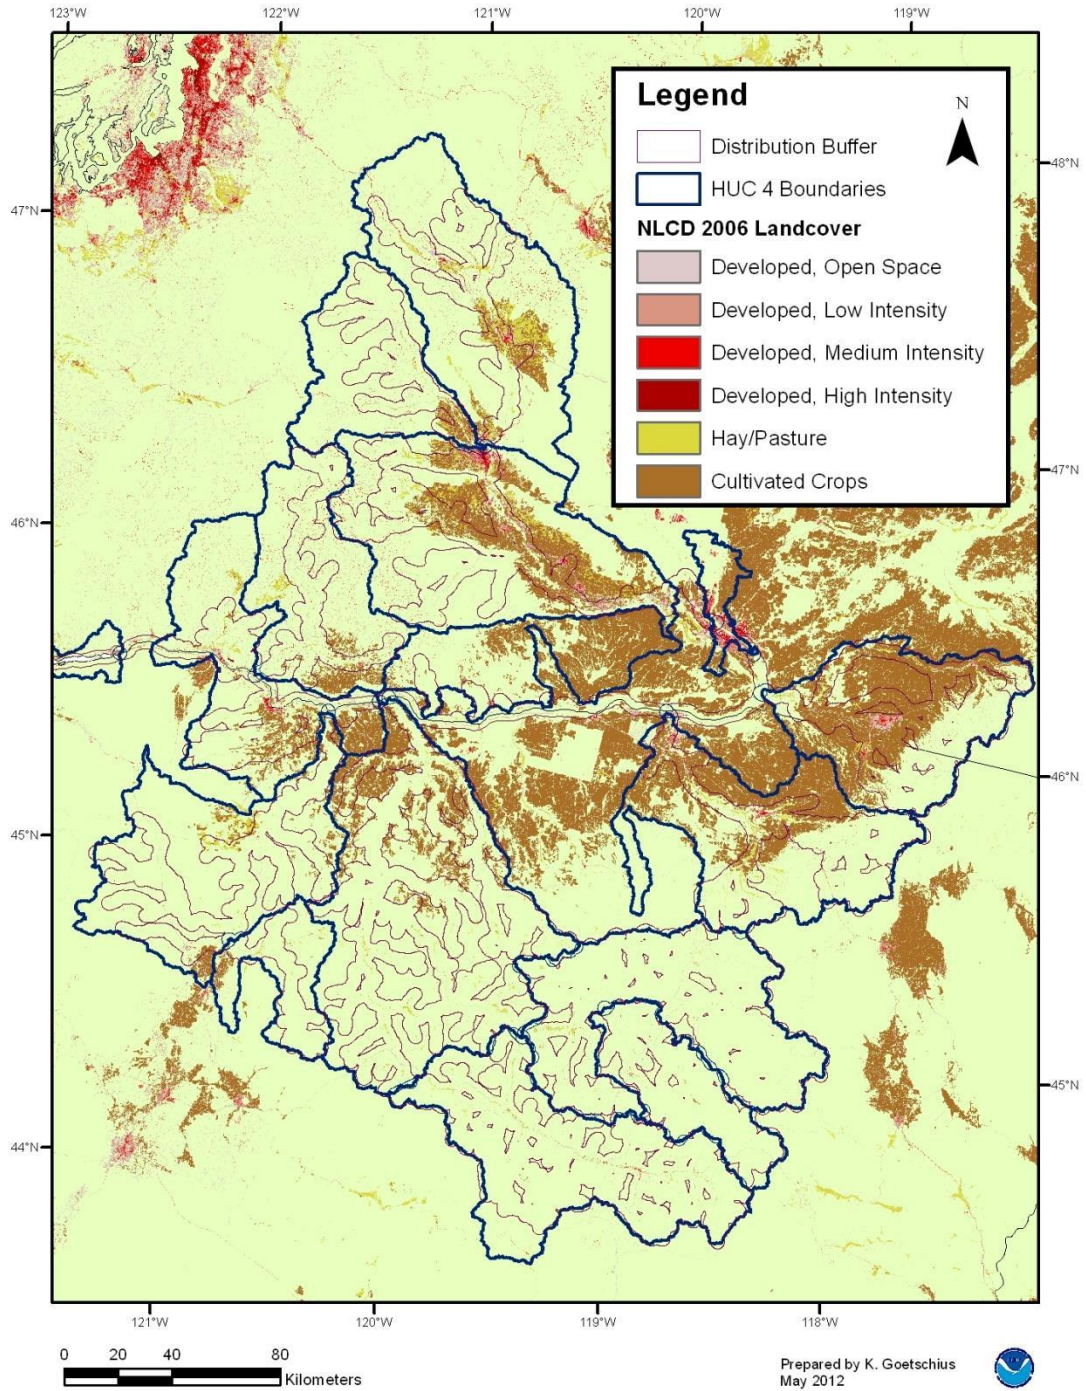 123°W 122°W 121°W 120°W 119°W
Legend
N
Distribution Buffer
HUC 4 Boundaries
NLCD 2006 Landcover
Developed, Open Space
Developed, Low Intensity
Developed, Medium Intensity
Developed, High Intensity
Hay/Pasture
Cultivated Crops
48°N
47°N
47°N
46°N
46°N
45°N
45°N
44°N
121°W 120°W 119°W 118°W
0 20 40 80
Kilometers
Prepared by K. Goetschius
May 2012